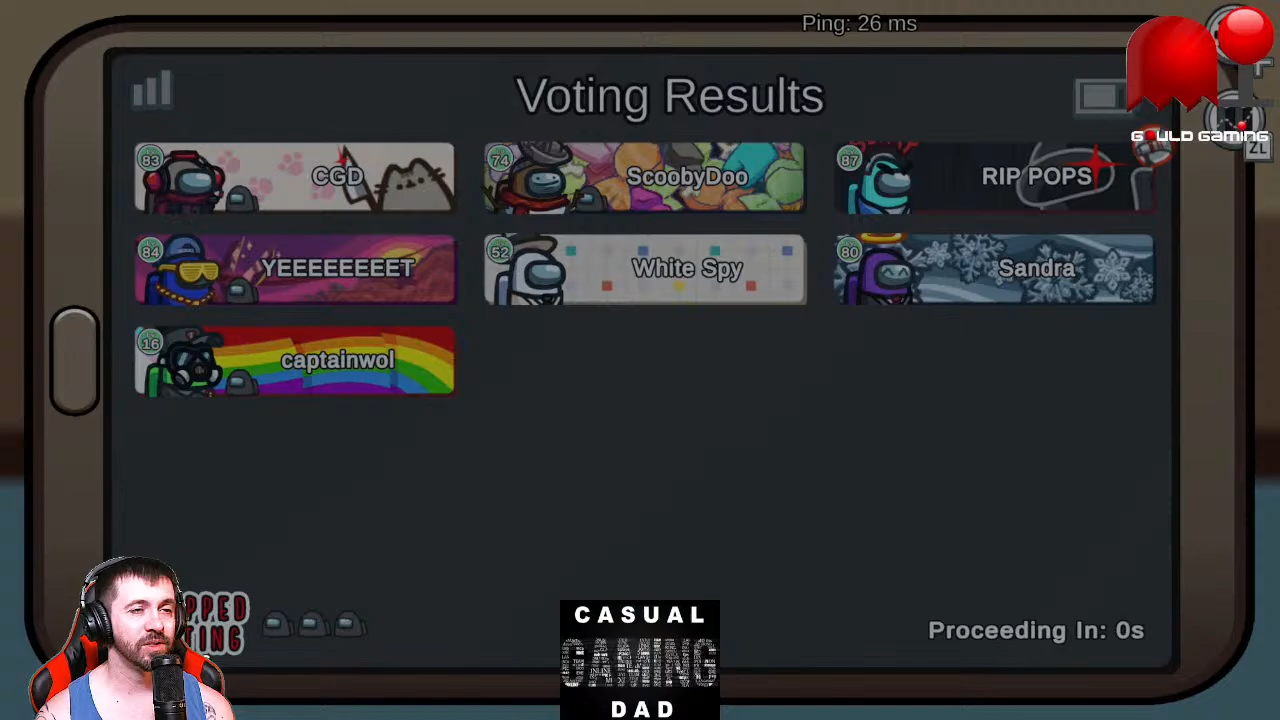 Ping: 26 ms
Voting Results
GOULD GAMING
ZL
83
CGD
74
ScoobyDoo
87
RIP POPS
84
YEEEEEEEET
52
White Spy
80
Sandra
16
captainwol
Proceeding In: 0s
CASUAL
GAMING
DAD